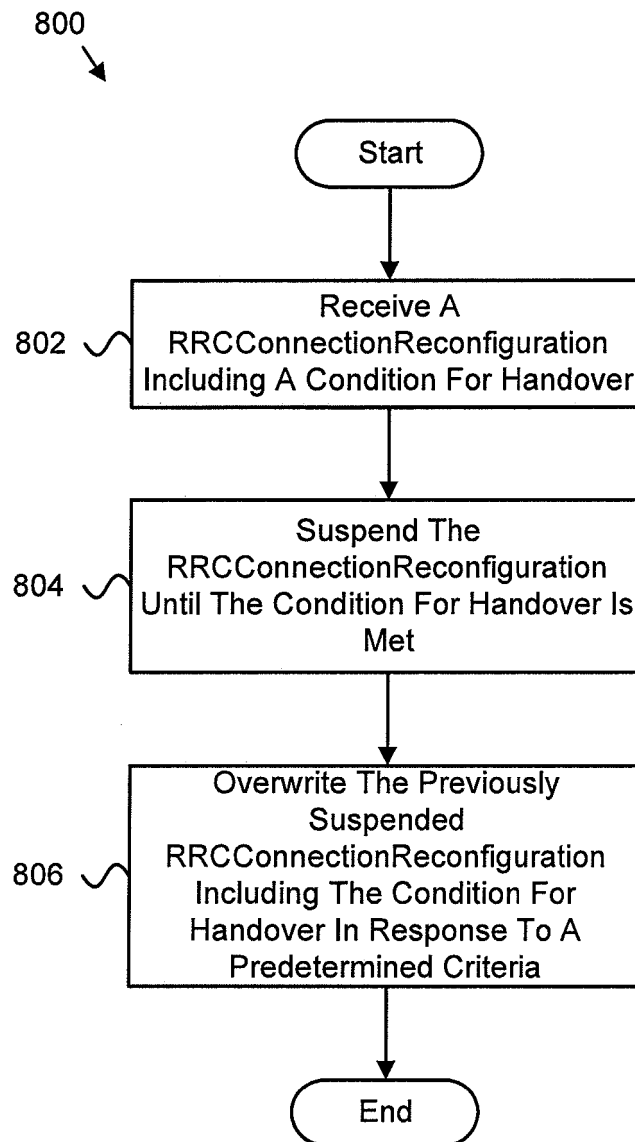 800
Start
802
Receive A
RRCConnectionReconfiguration
Including A Condition For Handover
804
Suspend The
RRCConnectionReconfiguration
Until The Condition For Handover Is
Met
806
Overwrite The Previously
Suspended
RRCConnectionReconfiguration
Including The Condition For
Handover In Response To A
Predetermined Criteria
End